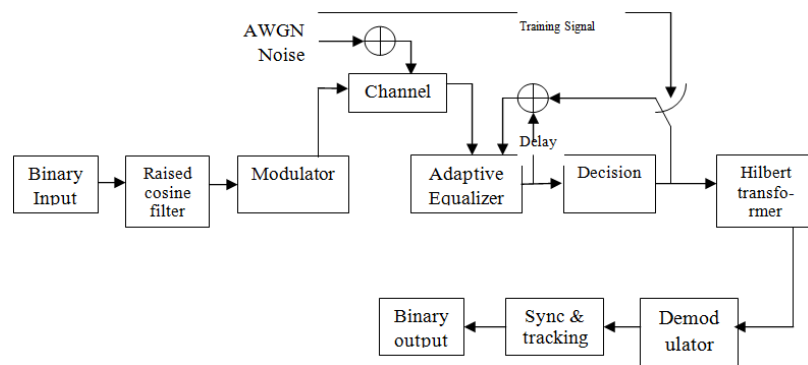 Training Signal
AWGN
Noise
Channel
Delay
Binary
Input
Raised
cosine
filter
Modulator
Adaptive
Equalizer
Decision
Hilbert
transfo-
rmer
Binary
output
Sync &
tracking
Demod
ulator